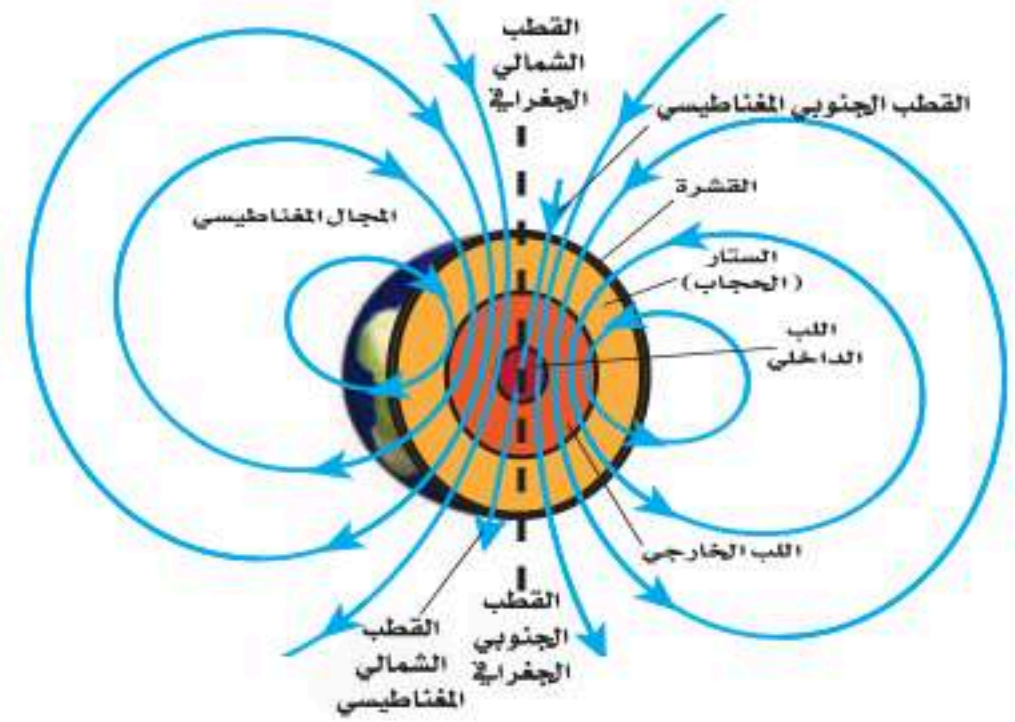 القطب
الشمالي
الجغرافي
القطب الجنوبي المغناطيسي
القشرة
المجال المغناطيسي
الستار
(الحجاب)
اللب
الداخلي
اللب الخارجي
القطب
الجنوبي
الجغرافي
القطب
الشمالي
المغناطيسي